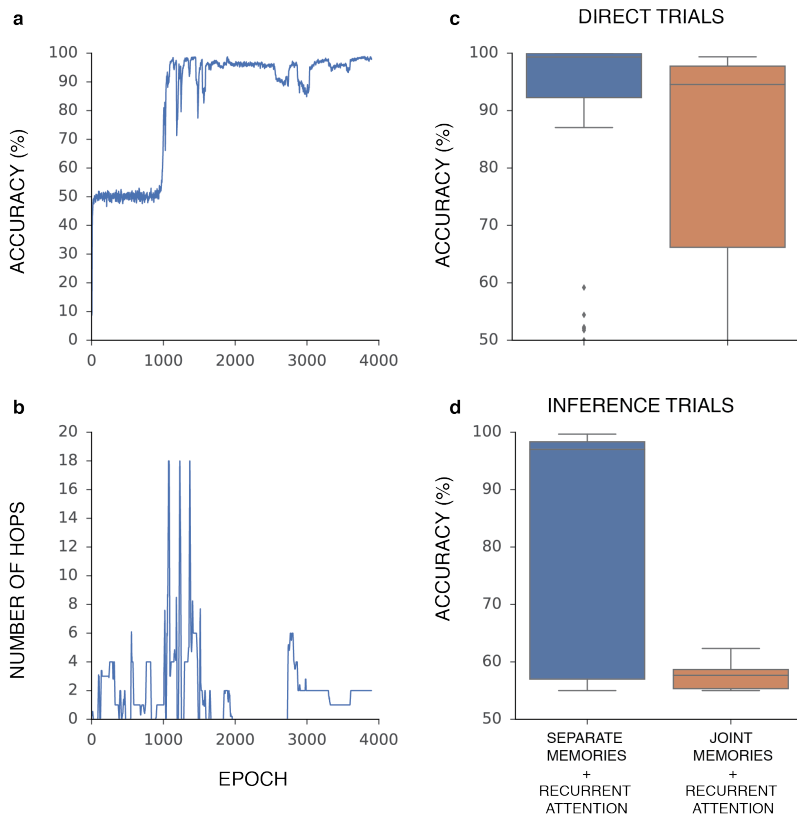 a
100
90
80
70
60
50
40
30
20
10
0
ACCURACY (%)
0 1000 2000 3000 4000
b
20
18
16
14
12
10
8
6
4
2
0
NUMBER OF HOPS
0 1000 2000 3000 4000
EPOCH
c
DIRECT TRIALS
100
90
80
70
60
50
ACCURACY (%)
d
INFERENCE TRIALS
100
90
80
70
60
50
ACCURACY (%)
SEPARATE
MEMORIES
+
RECURRENT
ATTENTION
JOINT
MEMORIES
+
RECURRENT
ATTENTION